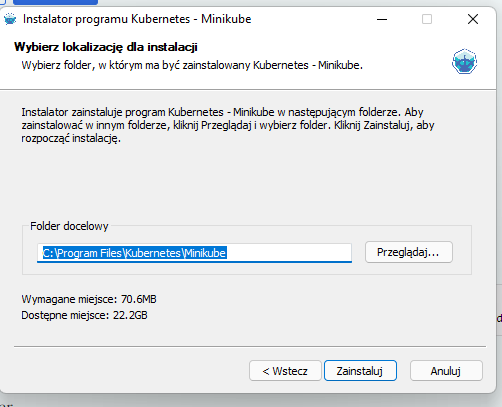 Instalator programu Kubernetes - Minikube
Wybierz lokalizację dla instalacji
Wybierz folder, w którym ma być zainstalowany Kubernetes - Minikube.
Instalator zainstaluje program Kubernetes - Minikube w następującym folderze. Aby
zainstalować w innym folderze, kliknij Przeglądaj i wybierz folder. Kliknij Zainstaluj, aby
rozpocząć instalację.
Folder docelowy
C:\Program Files\Kubernetes\Minikube
Przeglądaj...
Wymagane miejsce: 70.6MB
Dostępne miejsce: 22.2GB
< Wstecz
Zainstaluj
Anuluj